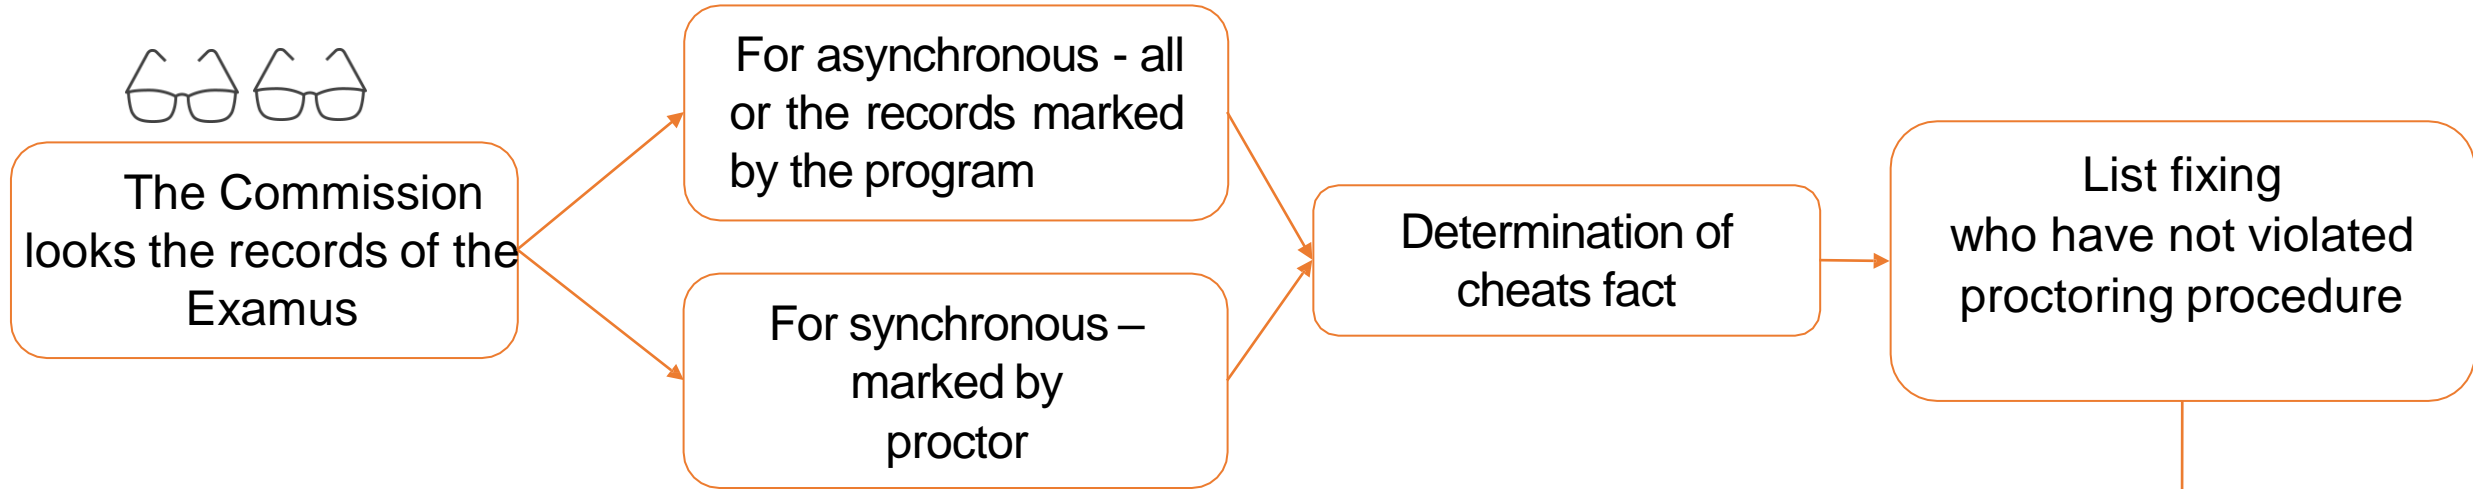 The Commission
looks the records of the
Examus
For asynchronous - all
or the records marked
by the program
For synchronous –
marked by
proctor
Determination of
cheats fact
List fixing
who have not violated
proctoring procedure